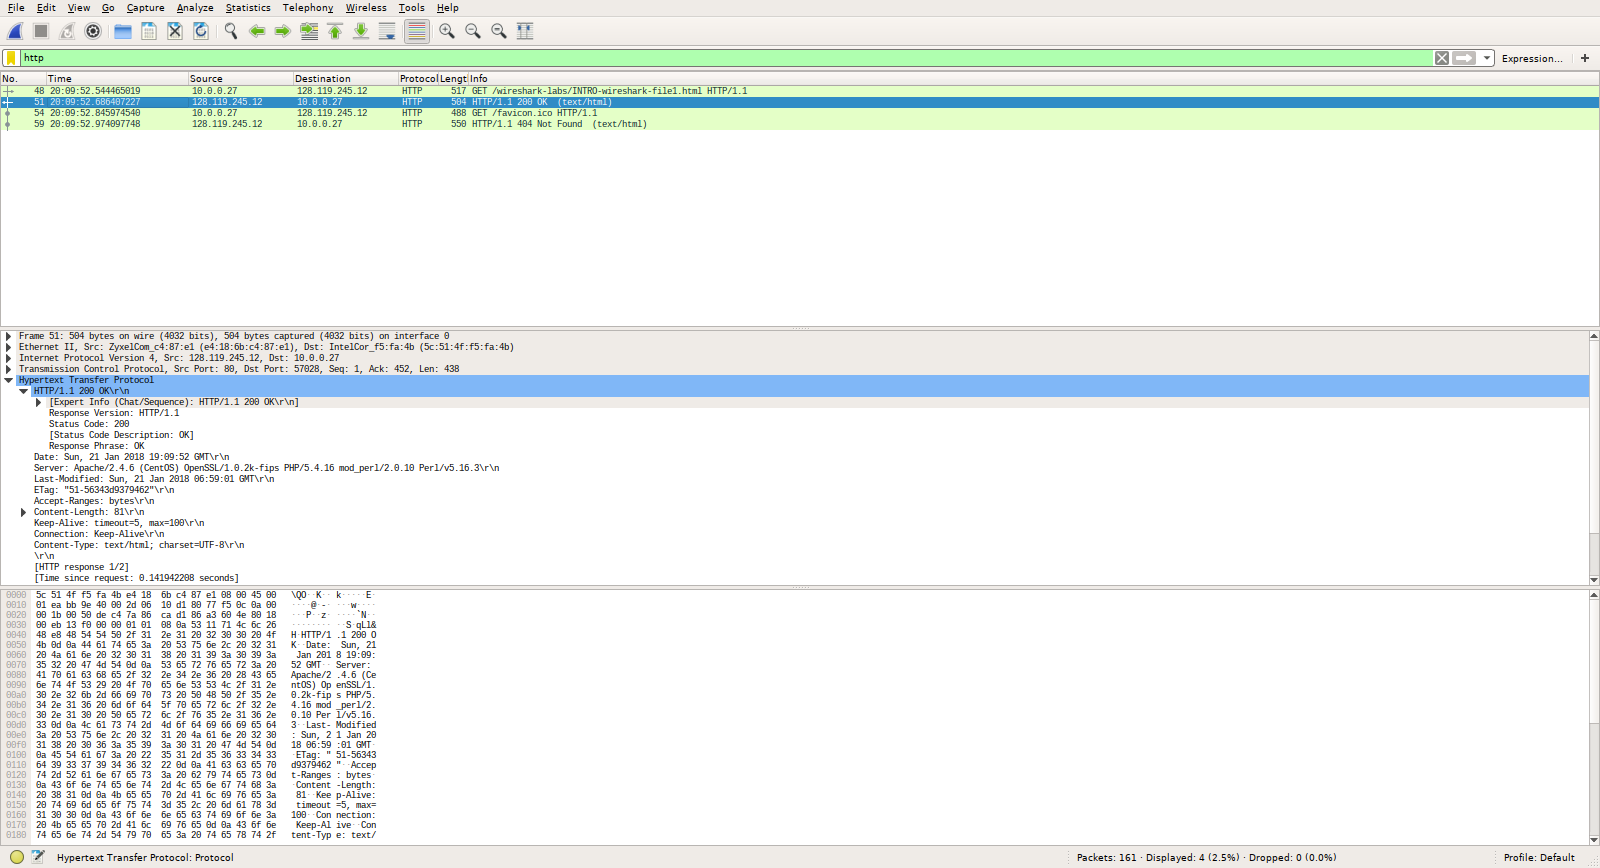 File Edit View Go Capture Analyze Statistics Telephony Wireless Tools Help
http Expression... +
No. Time Source Destination Protocol Lengt Info
48 20:09:52.544465019 10.0.0.27 128.119.245.12 HTTP 517 GET /wireshark-labs/INTRO-wireshark-file1.html HTTP/1.1
51 20:09:52.686407227 128.119.245.12 10.0.0.27 HTTP 504 HTTP/1.1 200 OK (text/html)
54 20:09:52.845974540 10.0.0.27 128.119.245.12 HTTP 488 GET /favicon.ico HTTP/1.1
59 20:09:52.974097748 128.119.245.12 10.0.0.27 HTTP 550 HTTP/1.1 404 Not Found (text/html)
Frame 51: 504 bytes on wire (4032 bits), 504 bytes captured (4032 bits) on interface 0
Ethernet II, Src: ZyxelCom_c4:87:e1 (e4:18:6b:c4:87:e1), Dst: IntelCor_f5:fa:4b (5c:51:4f:f5:fa:4b)
Internet Protocol Version 4, Src: 128.119.245.12, Dst: 10.0.0.27
Transmission Control Protocol, Src Port: 80, Dst Port: 57028, Seq: 1, Ack: 452, Len: 438
Hypertext Transfer Protocol
HTTP/1.1 200 OK\r\n
[Expert Info (Chat/Sequence): HTTP/1.1 200 OK\r\n]
Response Version: HTTP/1.1
Status Code: 200
[Status Code Description: OK]
Response Phrase: OK
Date: Sun, 21 Jan 2018 19:09:52 GMT\r\n
Server: Apache/2.4.6 (CentOS) OpenSSL/1.0.2k-fips PHP/5.4.16 mod_perl/2.0.10 Perl/v5.16.3\r\n
Last-Modified: Sun, 21 Jan 2018 06:59:01 GMT\r\n
ETag: "51-56343d9379462"\r\n
Accept-Ranges: bytes\r\n
Content-Length: 81\r\n
Keep-Alive: timeout=5, max=100\r\n
Connection: Keep-Alive\r\n
Content-Type: text/html; charset=UTF-8\r\n
\r\n
[HTTP response 1/2]
[Time since request: 0.141942208 seconds]
0000 5c 51 4f f5 fa 4b e4 18 6b c4 87 e1 08 00 45 00 \QO··K·· k·····E·
0010 01 ea bb 9e 40 00 2d 06 10 d1 80 77 f5 0c 0a 00 ····@·-· ···w····
0020 00 1b 00 50 de c4 7a 86 ca d1 86 a3 60 4e 80 18 ···P··z· ····`N··
0030 00 eb 13 f0 00 00 01 01 08 0a 53 11 71 4c 6c 26 ········ ··S·qLl&
0040 48 e8 48 54 54 50 2f 31 2e 31 20 32 30 30 20 4f H·HTTP/1 .1 200 O
0050 4b 0d 0a 44 61 74 65 3a 20 53 75 6e 2c 20 32 31 K··Date: Sun, 21
0060 20 4a 61 6e 20 32 30 31 38 20 31 39 3a 30 39 3a Jan 201 8 19:09:
0070 35 32 20 47 4d 54 0d 0a 53 65 72 76 65 72 3a 20 52 GMT·· Server:
0080 41 70 61 63 68 65 2f 32 2e 34 2e 36 20 28 43 65 Apache/2 .4.6 (Ce
0090 6e 74 4f 53 29 20 4f 70 65 6e 53 53 4c 2f 31 2e ntOS) Op enSSL/1.
00a0 30 2e 32 6b 2d 66 69 70 73 20 50 48 50 2f 35 2e 0.2k-fip s PHP/5.
00b0 34 2e 31 36 20 6d 6f 64 5f 70 65 72 6c 2f 32 2e 4.16 mod _perl/2.
00c0 30 2e 31 30 20 50 65 72 6c 2f 76 35 2e 31 36 2e 0.10 Per l/v5.16.
00d0 33 0d 0a 4c 61 73 74 2d 4d 6f 64 69 66 69 65 64 3··Last- Modified
00e0 3a 20 53 75 6e 2c 20 32 31 20 4a 61 6e 20 32 30 : Sun, 2 1 Jan 20
00f0 31 38 20 30 36 3a 35 39 3a 30 31 20 47 4d 54 0d 18 06:59 :01 GMT·
0100 0a 45 54 61 67 3a 20 22 35 31 2d 35 36 33 34 33 ·ETag: " 51-56343
0110 64 39 33 37 39 34 36 32 22 0d 0a 41 63 63 65 70 d9379462 "··Accep
0120 74 2d 52 61 6e 67 65 73 3a 20 62 79 74 65 73 0d t-Ranges : bytes·
0130 0a 43 6f 6e 74 65 6e 74 2d 4c 65 6e 67 74 68 3a ·Content -Length:
0140 20 38 31 0d 0a 4b 65 65 70 2d 41 6c 69 76 65 3a 81··Kee p-Alive:
0150 20 74 69 6d 65 6f 75 74 3d 35 2c 20 6d 61 78 3d timeout =5, max=
0160 31 30 30 0d 0a 43 6f 6e 6e 65 63 74 69 6f 6e 3a 100··Con nection:
0170 20 4b 65 65 70 2d 41 6c 69 76 65 0d 0a 43 6f 6e Keep-Al ive··Con
0180 74 65 6e 74 2d 54 79 70 65 3a 20 74 65 78 74 2f tent-Typ e: text/
Hypertext Transfer Protocol: Protocol Packets: 161 · Displayed: 4 (2.5%) · Dropped: 0 (0.0%) Profile: Default